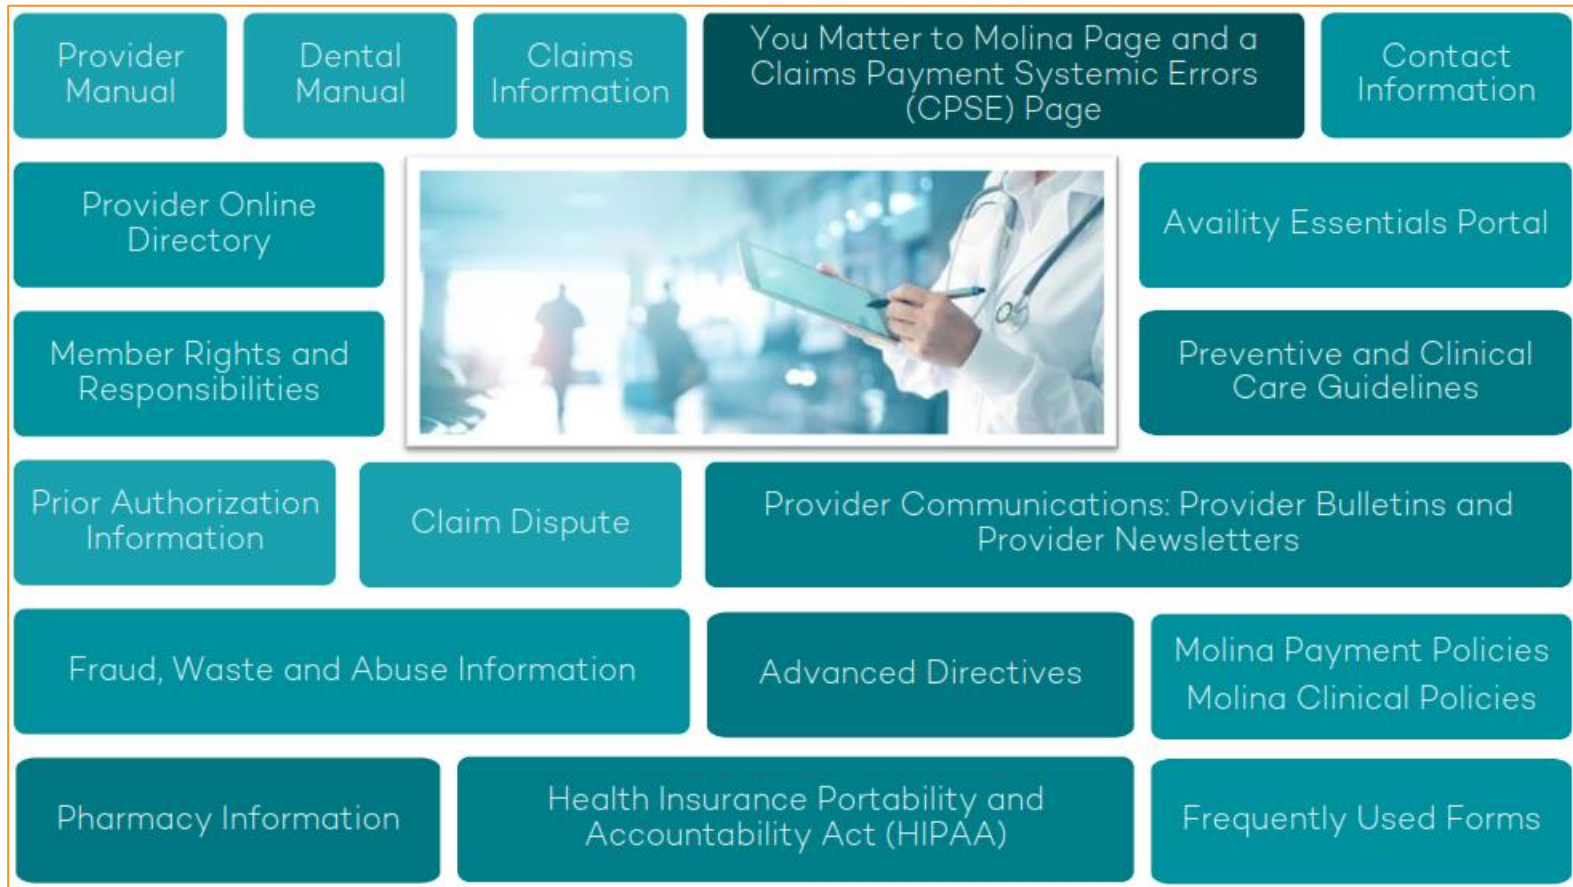 Provider
Manual
Dental
Manual
Claims
Information
You Matter to Molina Page and a
Claims Payment Systemic Errors
(CPSE) Page
Contact
Information
Provider Online
Directory
Availity Essentials Portal
Member Rights and
Responsibilities
Preventive and Clinical
Care Guidelines
Prior Authorization
Information
Claim Dispute
Provider Communications: Provider Bulletins and
Provider Newsletters
Fraud, Waste and Abuse Information
Advanced Directives
Molina Payment Policies
Molina Clinical Policies
Pharmacy Information
Health Insurance Portability and
Accountability Act (HIPAA)
Frequently Used Forms